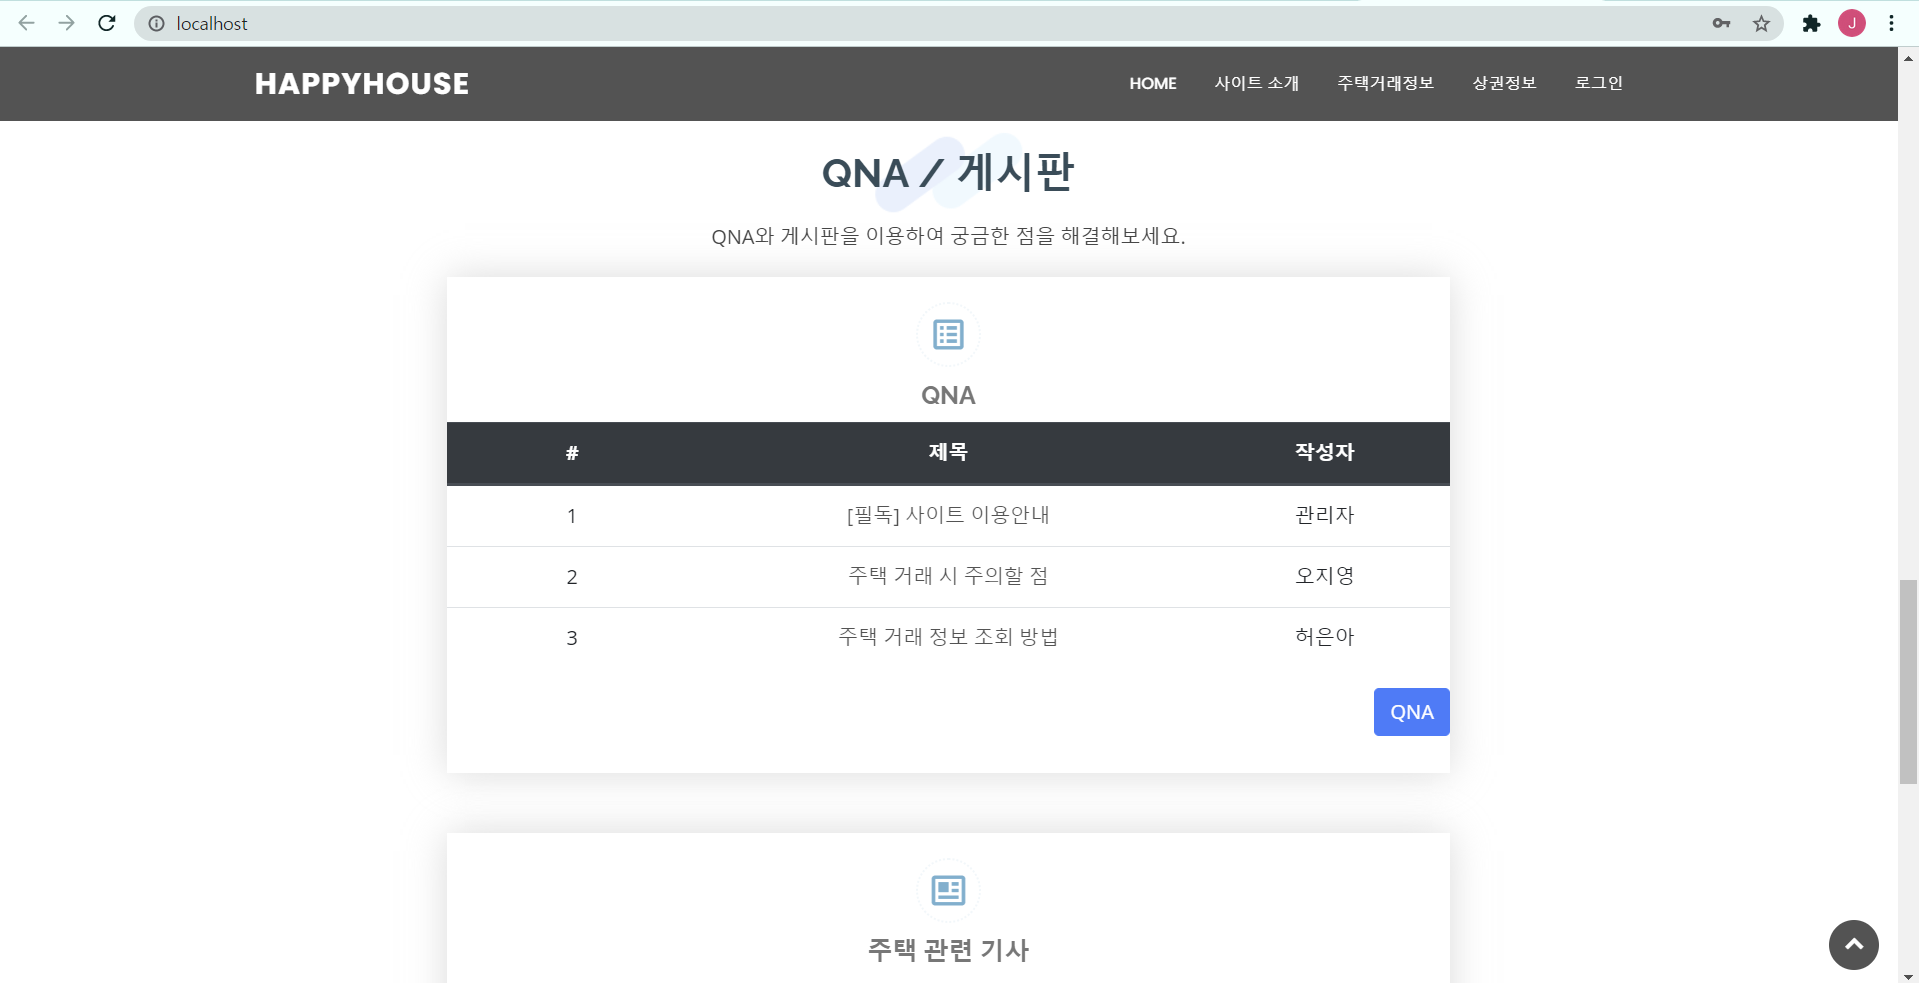 localhost
J
HAPPYHOUSE
HOME 사이트 소개 주택거래정보 상권정보 로그인
QNA / 게시판
QNA와 게시판을 이용하여 궁금한 점을 해결해보세요.
QNA
# 제목 작성자
1 [필독] 사이트 이용안내 관리자
2 주택 거래 시 주의할 점 오지영
3 주택 거래 정보 조회 방법 허은아
QNA
주택 관련 기사